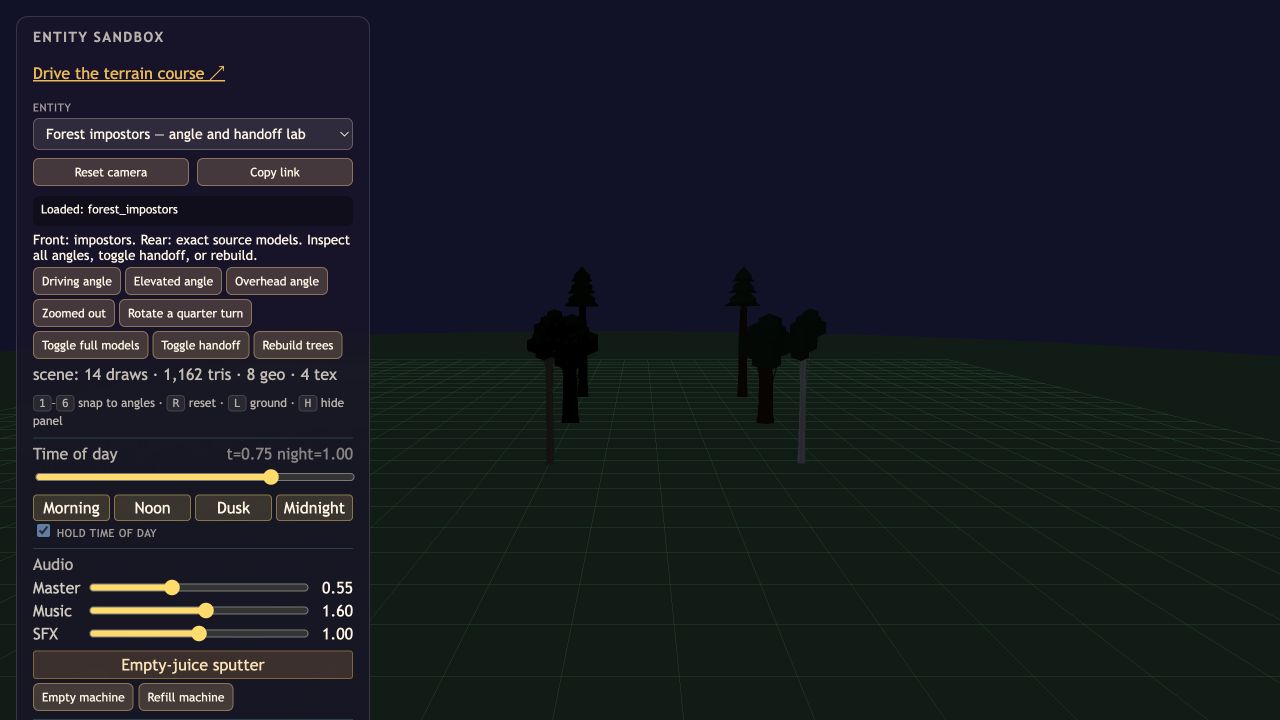 ENTITY SANDBOX
Drive the terrain course ↗
ENTITY
Forest impostors — angle and handoff lab
Reset camera Copy link
Loaded: forest_impostors
Front: impostors. Rear: exact source models. Inspect
all angles, toggle handoff, or rebuild.
Driving angle Elevated angle Overhead angle
Zoomed out Rotate a quarter turn
Toggle full models Toggle handoff Rebuild trees
scene: 14 draws · 1,162 tris · 8 geo · 4 tex
1-6 snap to angles · R reset · L ground · H hide
panel
Time of day t=0.75 night=1.00
Morning Noon Dusk Midnight
HOLD TIME OF DAY
Audio
Master 0.55
Music 1.60
SFX 1.00
Empty-juice sputter
Empty machine Refill machine